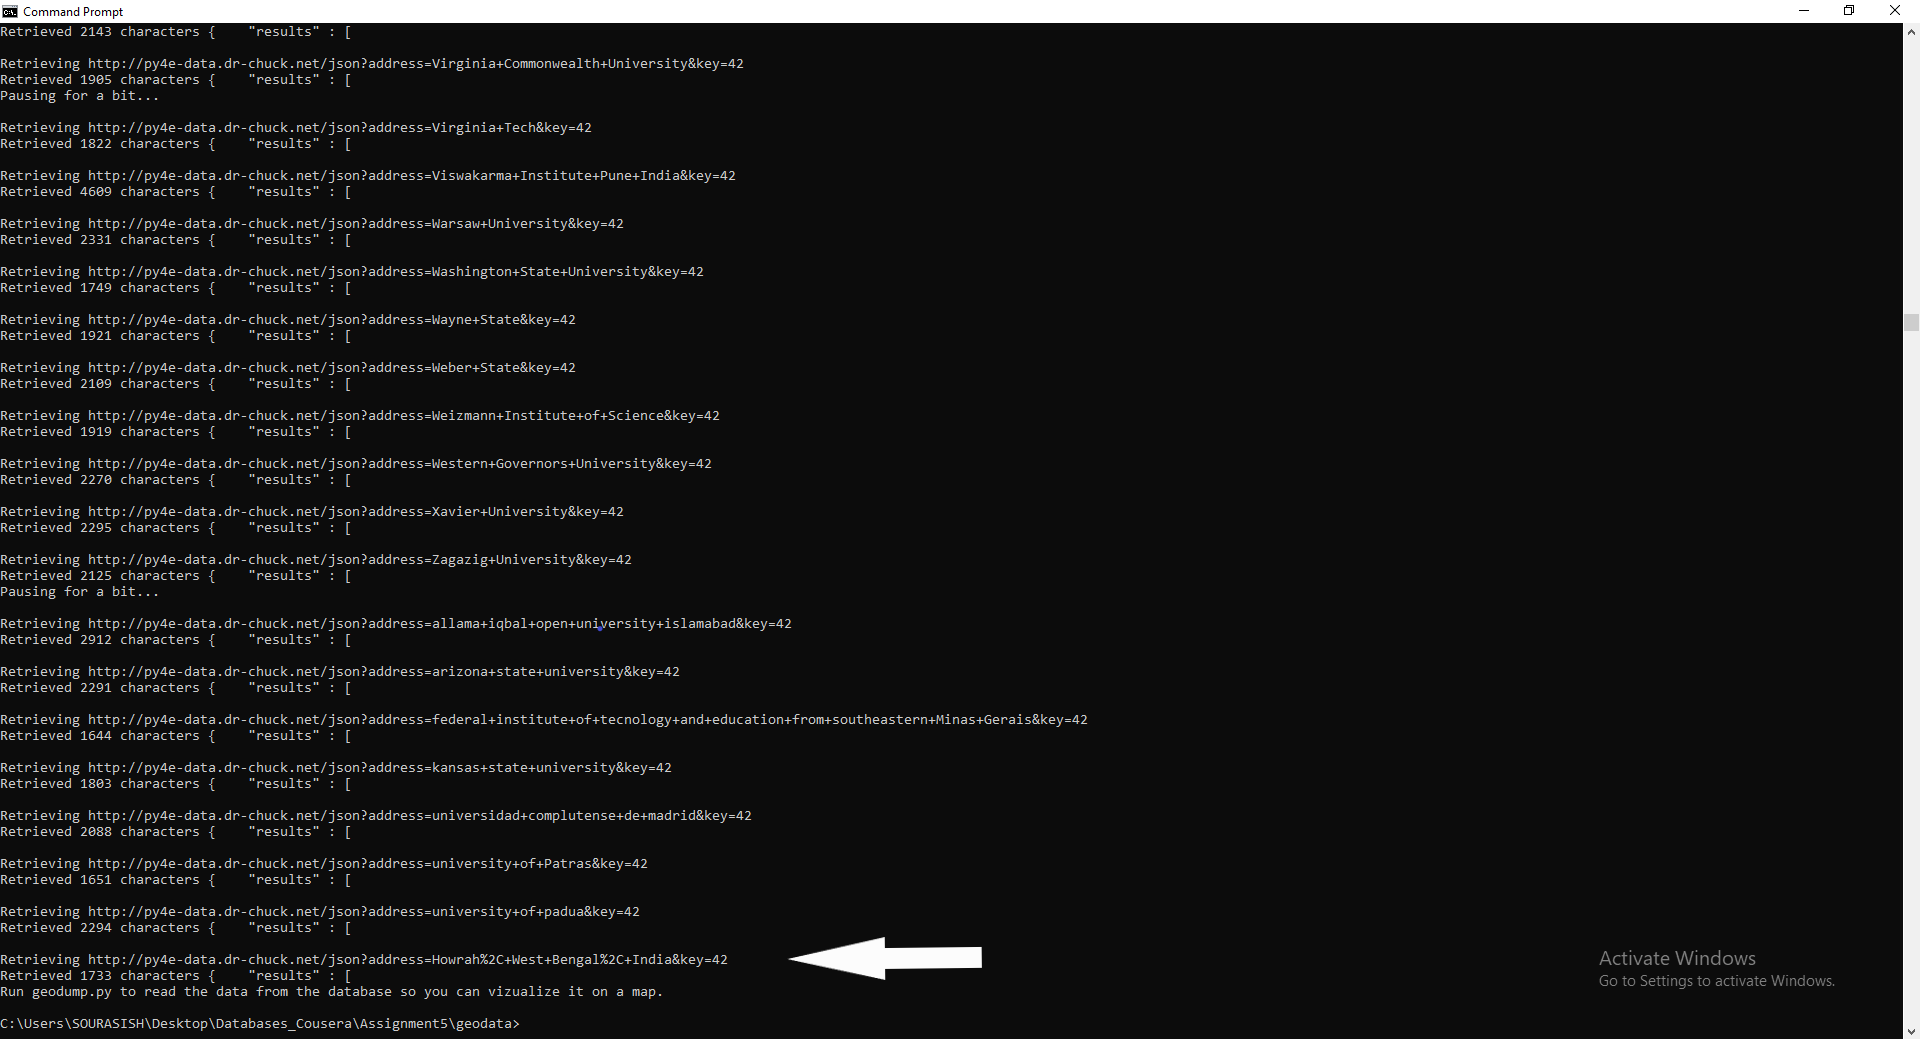 Command Prompt
Retrieved 2143 characters {    "results" : [
Retrieving http://py4e-data.dr-chuck.net/json?address=Virginia+Commonwealth+University&key=42
Retrieved 1905 characters {    "results" : [
Pausing for a bit...
Retrieving http://py4e-data.dr-chuck.net/json?address=Virginia+Tech&key=42
Retrieved 1822 characters {    "results" : [
Retrieving http://py4e-data.dr-chuck.net/json?address=Viswakarma+Institute+Pune+India&key=42
Retrieved 4609 characters {    "results" : [
Retrieving http://py4e-data.dr-chuck.net/json?address=Warsaw+University&key=42
Retrieved 2331 characters {    "results" : [
Retrieving http://py4e-data.dr-chuck.net/json?address=Washington+State+University&key=42
Retrieved 1749 characters {    "results" : [
Retrieving http://py4e-data.dr-chuck.net/json?address=Wayne+State&key=42
Retrieved 1921 characters {    "results" : [
Retrieving http://py4e-data.dr-chuck.net/json?address=Weber+State&key=42
Retrieved 2109 characters {    "results" : [
Retrieving http://py4e-data.dr-chuck.net/json?address=Weizmann+Institute+of+Science&key=42
Retrieved 1919 characters {    "results" : [
Retrieving http://py4e-data.dr-chuck.net/json?address=Western+Governors+University&key=42
Retrieved 2270 characters {    "results" : [
Retrieving http://py4e-data.dr-chuck.net/json?address=Xavier+University&key=42
Retrieved 2295 characters {    "results" : [
Retrieving http://py4e-data.dr-chuck.net/json?address=Zagazig+University&key=42
Retrieved 2125 characters {    "results" : [
Pausing for a bit...
Retrieving http://py4e-data.dr-chuck.net/json?address=allama+iqbal+open+university+islamabad&key=42
Retrieved 2912 characters {    "results" : [
Retrieving http://py4e-data.dr-chuck.net/json?address=arizona+state+university&key=42
Retrieved 2291 characters {    "results" : [
Retrieving http://py4e-data.dr-chuck.net/json?address=federal+institute+of+tecnology+and+education+from+southeastern+Minas+Gerais&key=42
Retrieved 1644 characters {    "results" : [
Retrieving http://py4e-data.dr-chuck.net/json?address=kansas+state+university&key=42
Retrieved 1803 characters {    "results" : [
Retrieving http://py4e-data.dr-chuck.net/json?address=universidad+complutense+de+madrid&key=42
Retrieved 2088 characters {    "results" : [
Retrieving http://py4e-data.dr-chuck.net/json?address=university+of+Patras&key=42
Retrieved 1651 characters {    "results" : [
Retrieving http://py4e-data.dr-chuck.net/json?address=university+of+padua&key=42
Retrieved 2294 characters {    "results" : [
Retrieving http://py4e-data.dr-chuck.net/json?address=Howrah%2C+West+Bengal%2C+India&key=42
Retrieved 1733 characters {    "results" : [
Run geodump.py to read the data from the database so you can vizualize it on a map.
C:\Users\SOURASISH\Desktop\Databases_Cousera\Assignment5\geodata>
Activate Windows
Go to Settings to activate Windows.